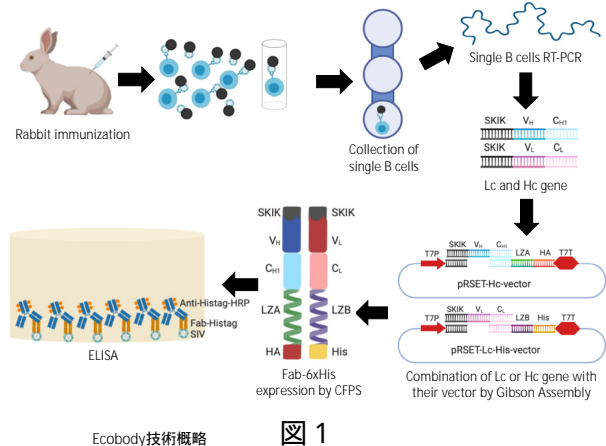 Rabbit immunization
Collection of
single B cells
Single B cells RT-PCR
SKIK VH CH1
SKIK VL CL
Lc and Hc gene
T7P SKIK VH CH1 LZA HA T7T
pRSET-Hc-vector
T7P SKIK VL CL LZB His T7T
pRSET-Lc-His-vector
Combination of Lc or Hc gene with
their vector by Gibson Assembly
SKIK SKIK
VH VL
CH1 CL
LZA LZB
HA His
Fab-6xHis
expression by CFPS
Anti-Histag-HRP
Fab-Histag
SIV
ELISA
Ecobody技術概略
図1